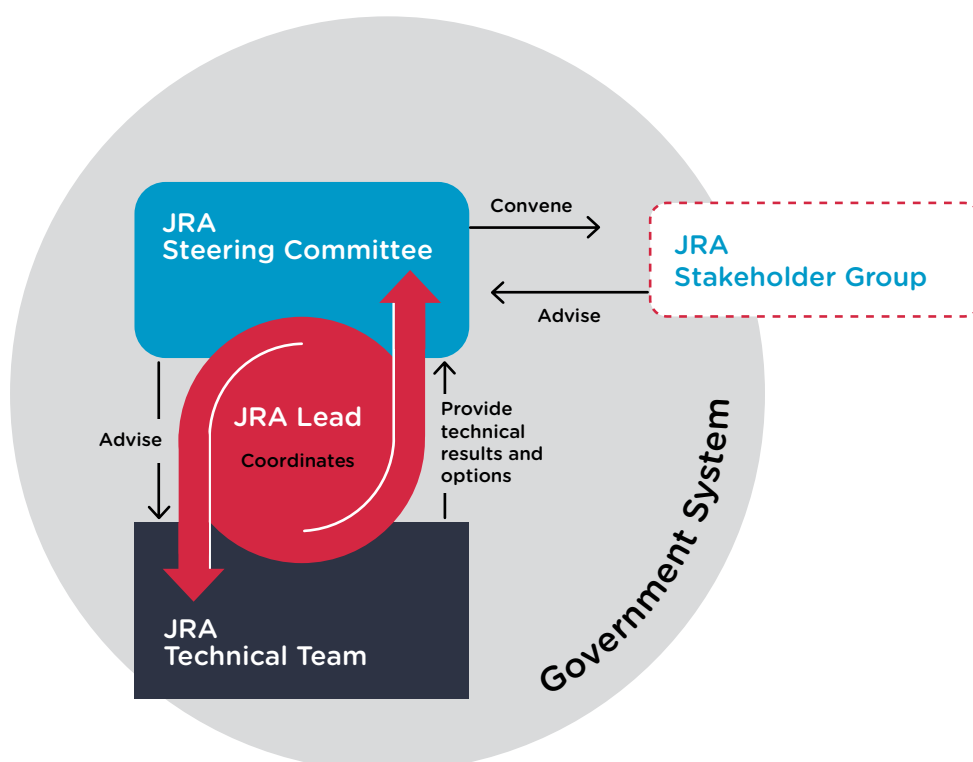 JRA
Steering Committee
Convene
JRA
Stakeholder Group
Advise
JRA Lead
Coordinates
Advise
Provide
technical
results and
options
JRA
Technical Team
Government System